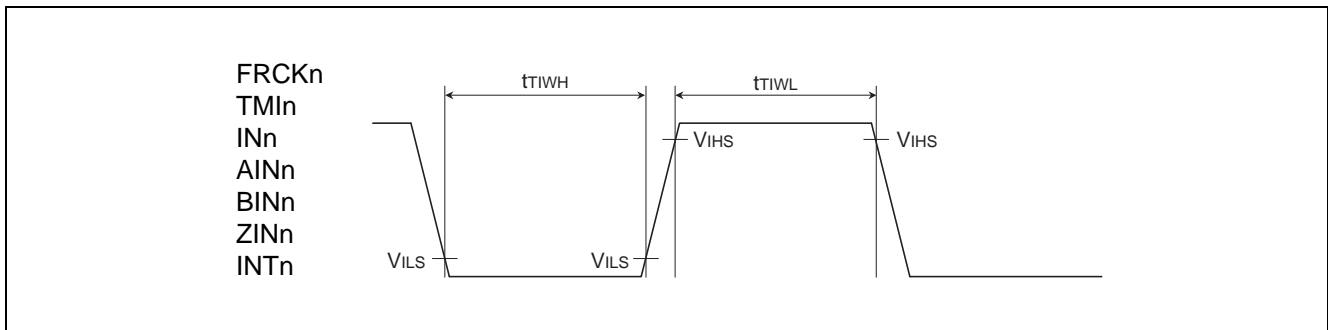 FRCKn
TMIn
INn
AINn
BINn
ZINn
INTn
tTIWH
tTIWL
VIHS
VIHS
VILS
VILS